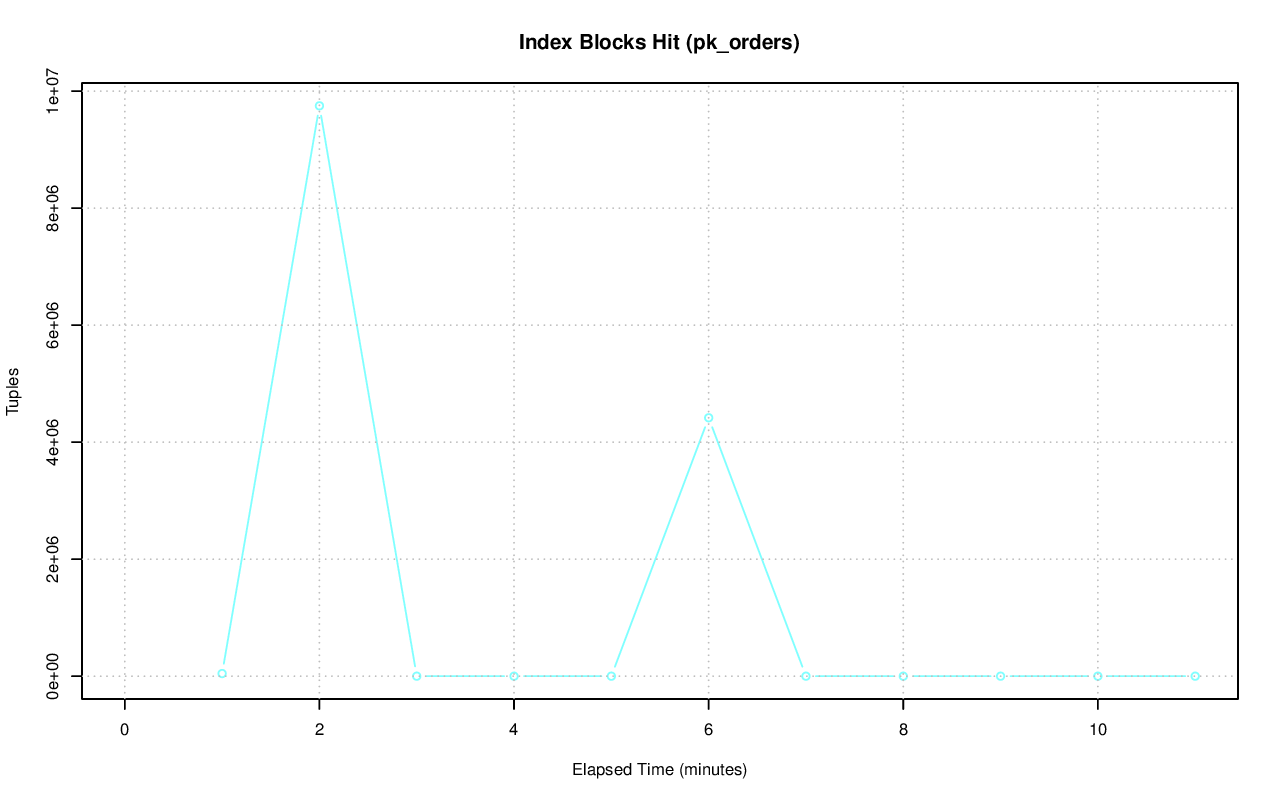 Index Blocks Hit (pk_orders)
1e+07
8e+06
6e+06
4e+06
2e+06
0e+00
Tuples
0
2
4
6
8
10
Elapsed Time (minutes)